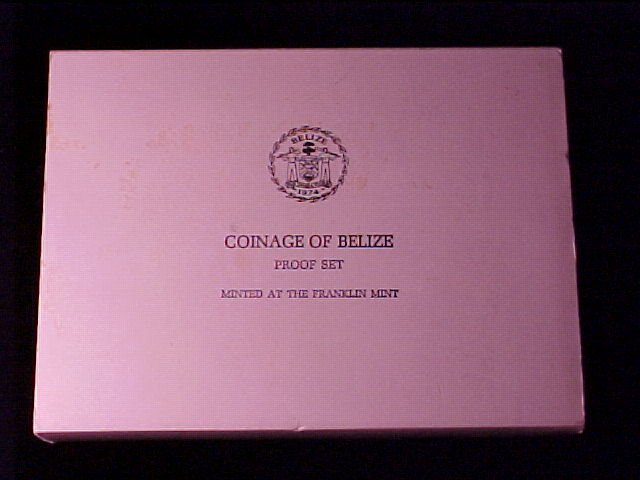 BELIZE
1974
COINAGE OF BELIZE
PROOF SET
MINTED AT THE FRANKLIN MINT